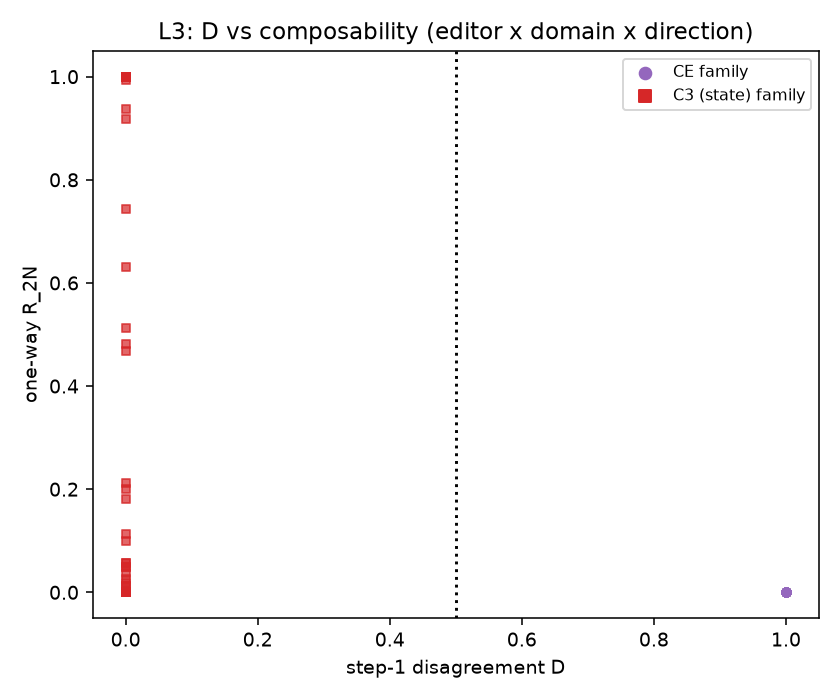 L3: D vs composability (editor x domain x direction)
CE family
C3 (state) family
1.0
0.8
0.6
0.4
0.2
0.0
one-way R_2N
0.0 0.2 0.4 0.6 0.8 1.0
step-1 disagreement D